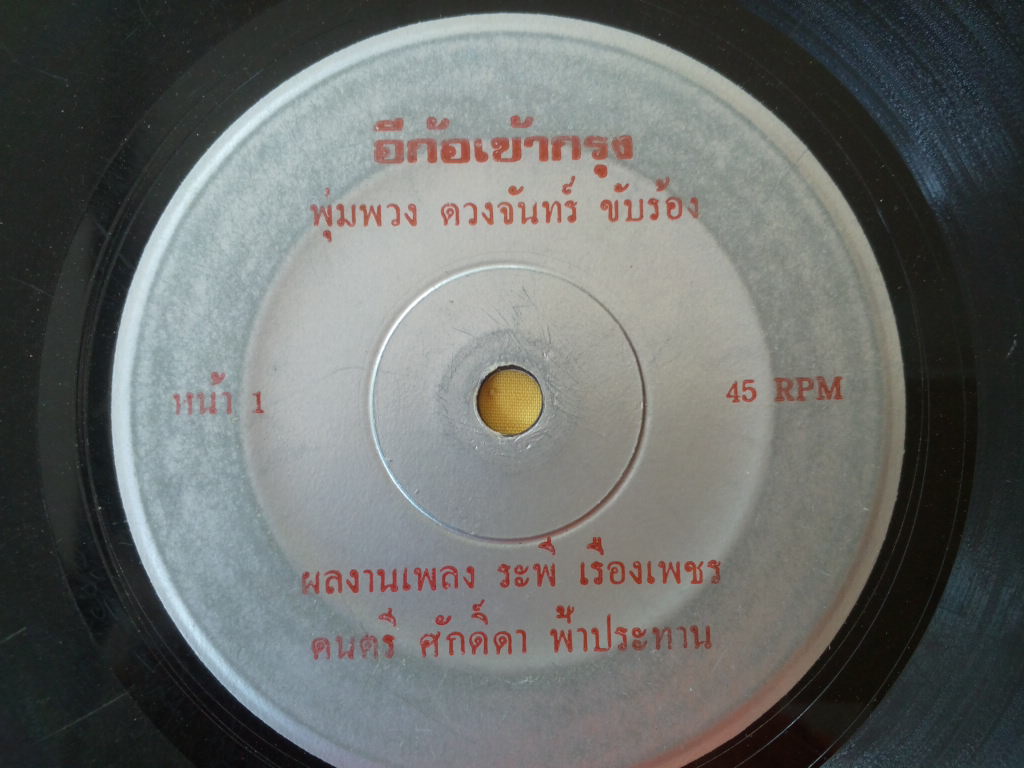 อีก้อเข้ากรุง
พุ่มพวง ดวงจันทร์ ขับร้อง
หน้า 1
45 RPM
ผลงานเพลง ระพี เรืองเพชร
ดนตรี ศักดิ์ดา ฟ้าประทาน